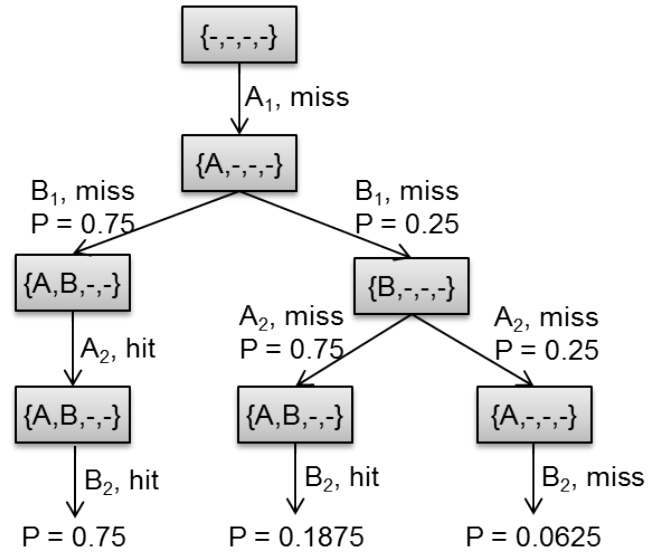 {-,-,-,-}
A₁, miss
{A,-,-,-}
B₁, miss
P = 0.75
B₁, miss
P = 0.25
{A,B,-,-}
{B,-,-,-}
A₂, hit
A₂, miss
P = 0.75
A₂, miss
P = 0.25
{A,B,-,-}
{A,B,-,-}
{A,-,-,-}
B₂, hit
B₂, hit
B₂, miss
P = 0.75
P = 0.1875
P = 0.0625